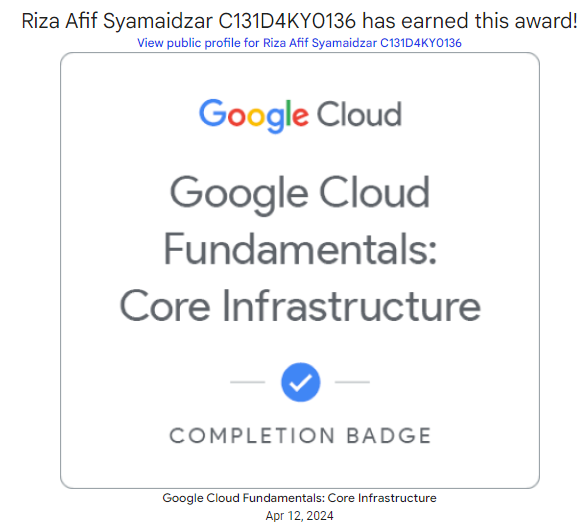 Riza Afif Syamaidzar C131D4KY0136 has earned this award!
View public profile for Riza Afif Syamaidzar C131D4KY0136
Google Cloud
Google Cloud
Fundamentals:
Core Infrastructure
COMPLETION BADGE
Google Cloud Fundamentals: Core Infrastructure
Apr 12, 2024